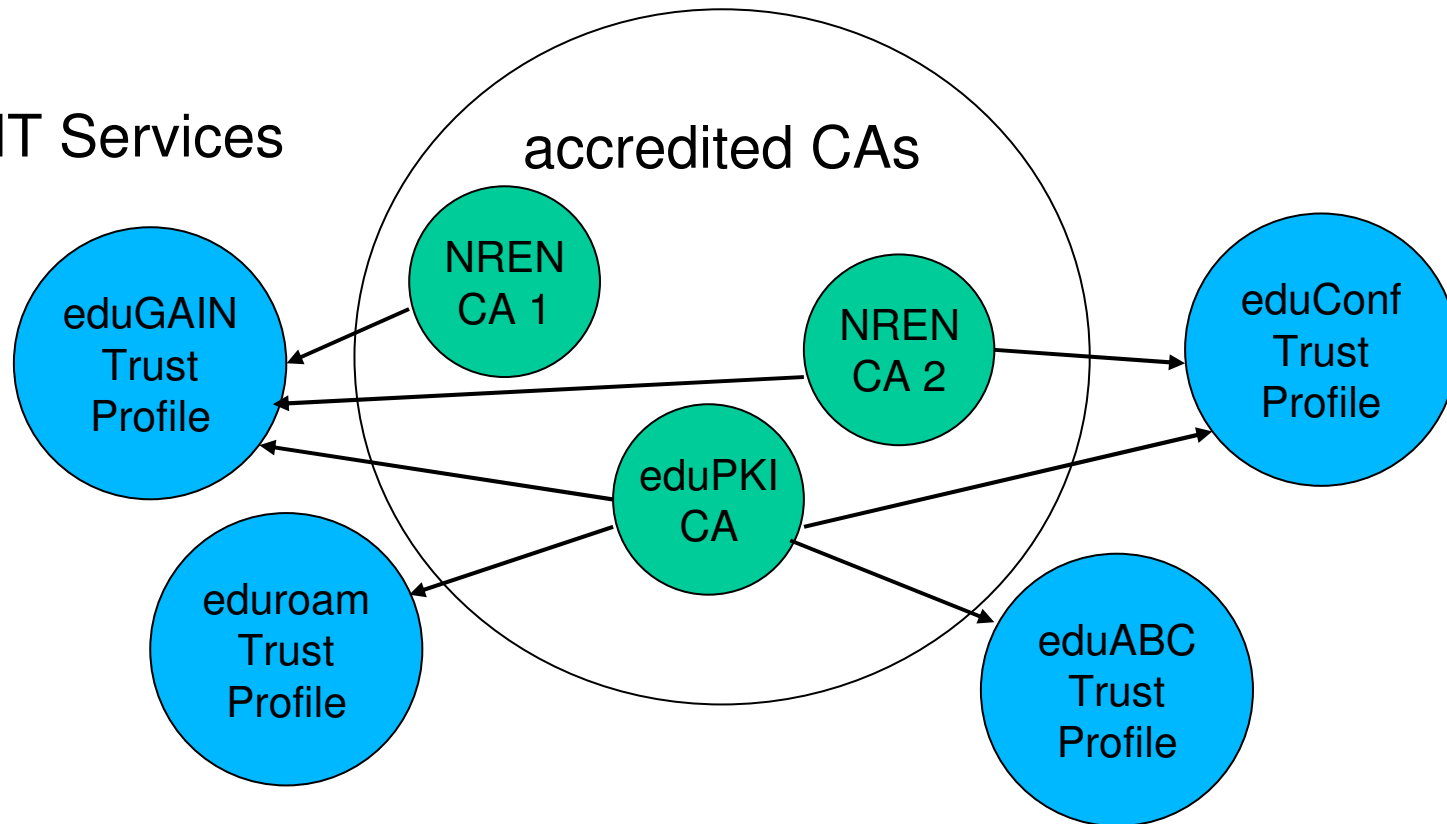 IT Services
accredited CAs
NREN
CA 1
eduGAIN
Trust
Profile
NREN
CA 2
eduConf
Trust
Profile
eduPKI
CA
eduroam
Trust
Profile
eduABC
Trust
Profile